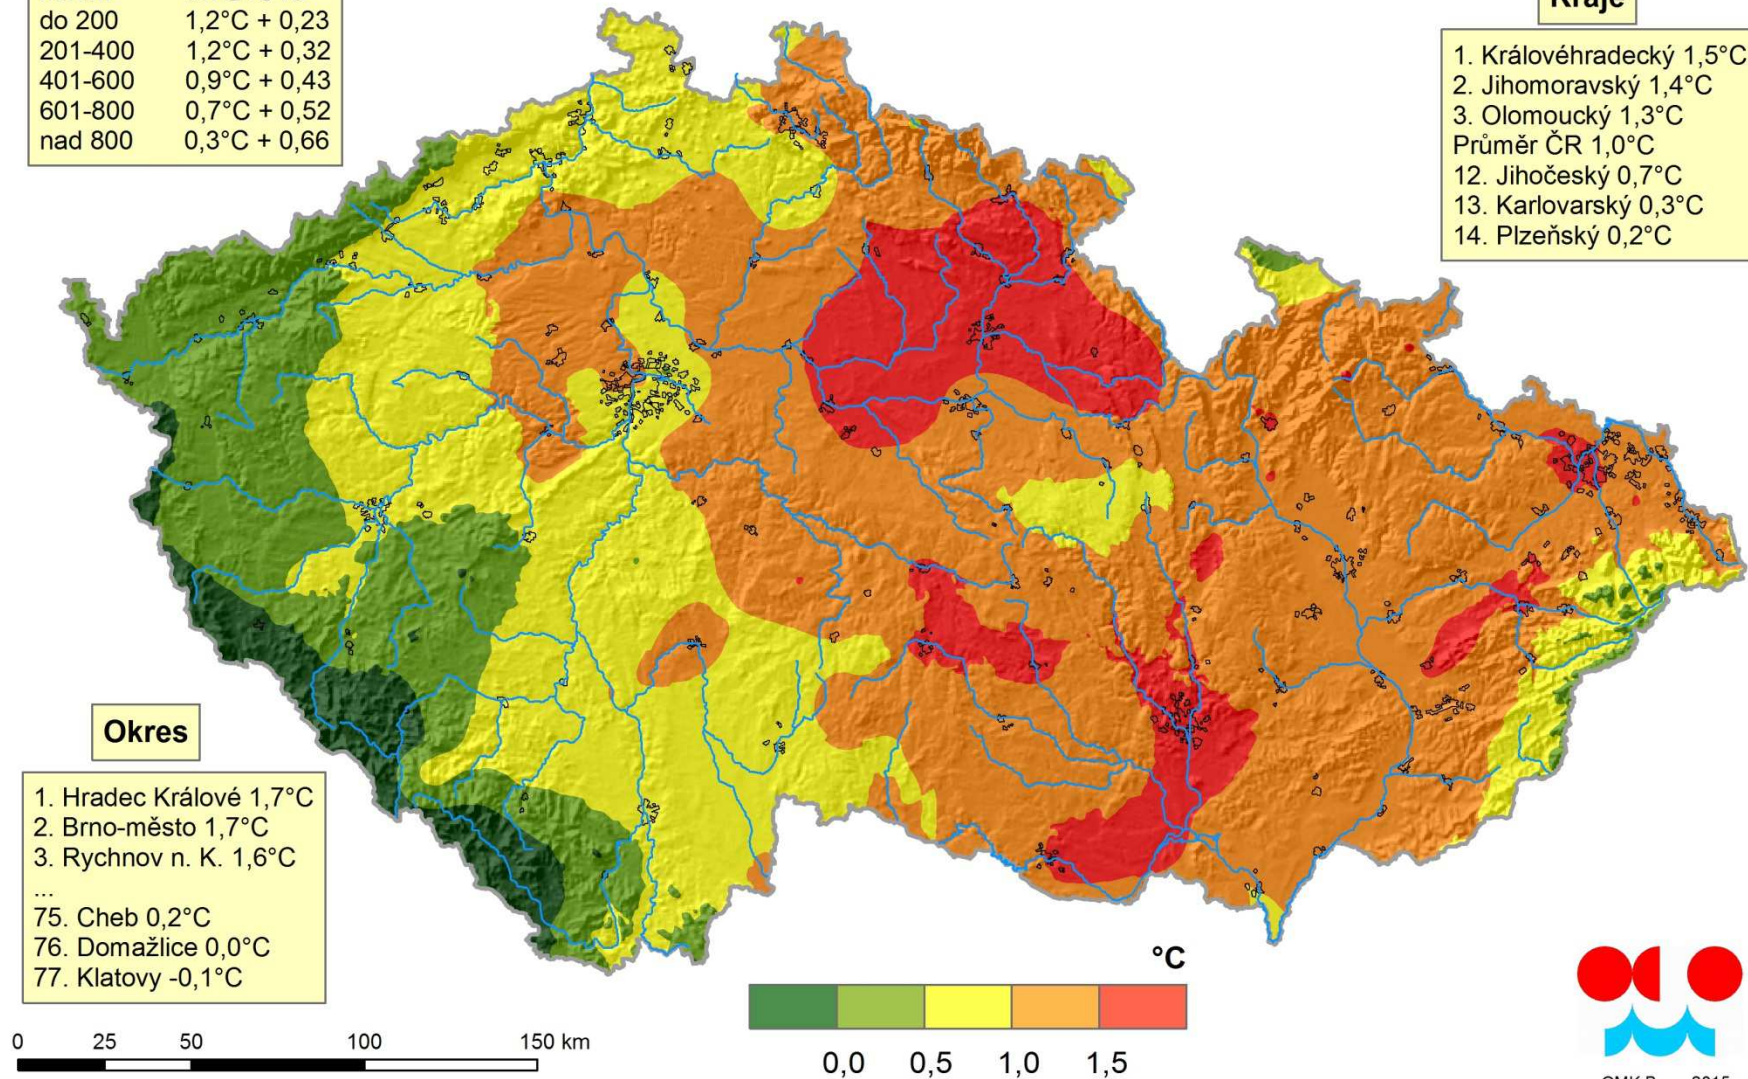 do 200 1,2°C + 0,23
201-400 1,2°C + 0,32
401-600 0,9°C + 0,43
601-800 0,7°C + 0,52
nad 800 0,3°C + 0,66
Kraje
1. Královéhradecký 1,5°C
2. Jihomoravský 1,4°C
3. Olomoucký 1,3°C
Průměr ČR 1,0°C
12. Jihočeský 0,7°C
13. Karlovarský 0,3°C
14. Plzeňský 0,2°C
Okres
1. Hradec Králové 1,7°C
2. Brno-město 1,7°C
3. Rychnov n. K. 1,6°C
...
75. Cheb 0,2°C
76. Domažlice 0,0°C
77. Klatovy -0,1°C
0 25 50 100 150 km
°C
0,0 0,5 1,0 1,5